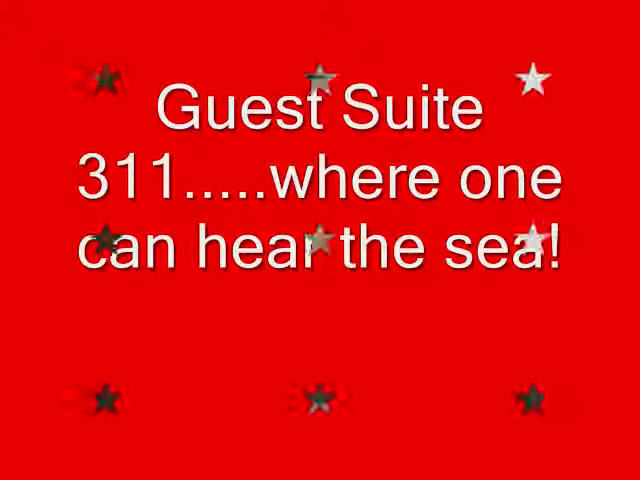 Guest Suite
311.....where one
can hear the sea!